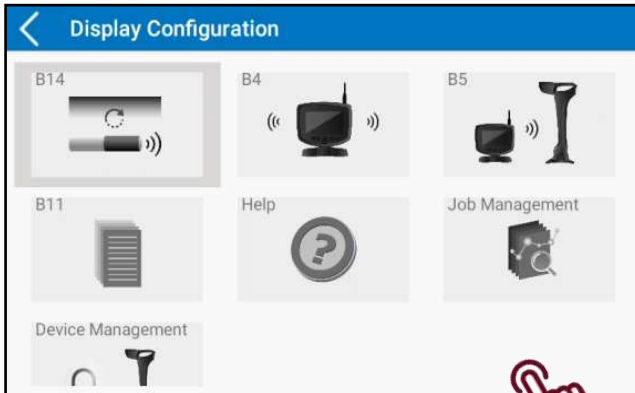 Display Configuration
B14
B4
B5
B11
Help
Job Management
Device Management